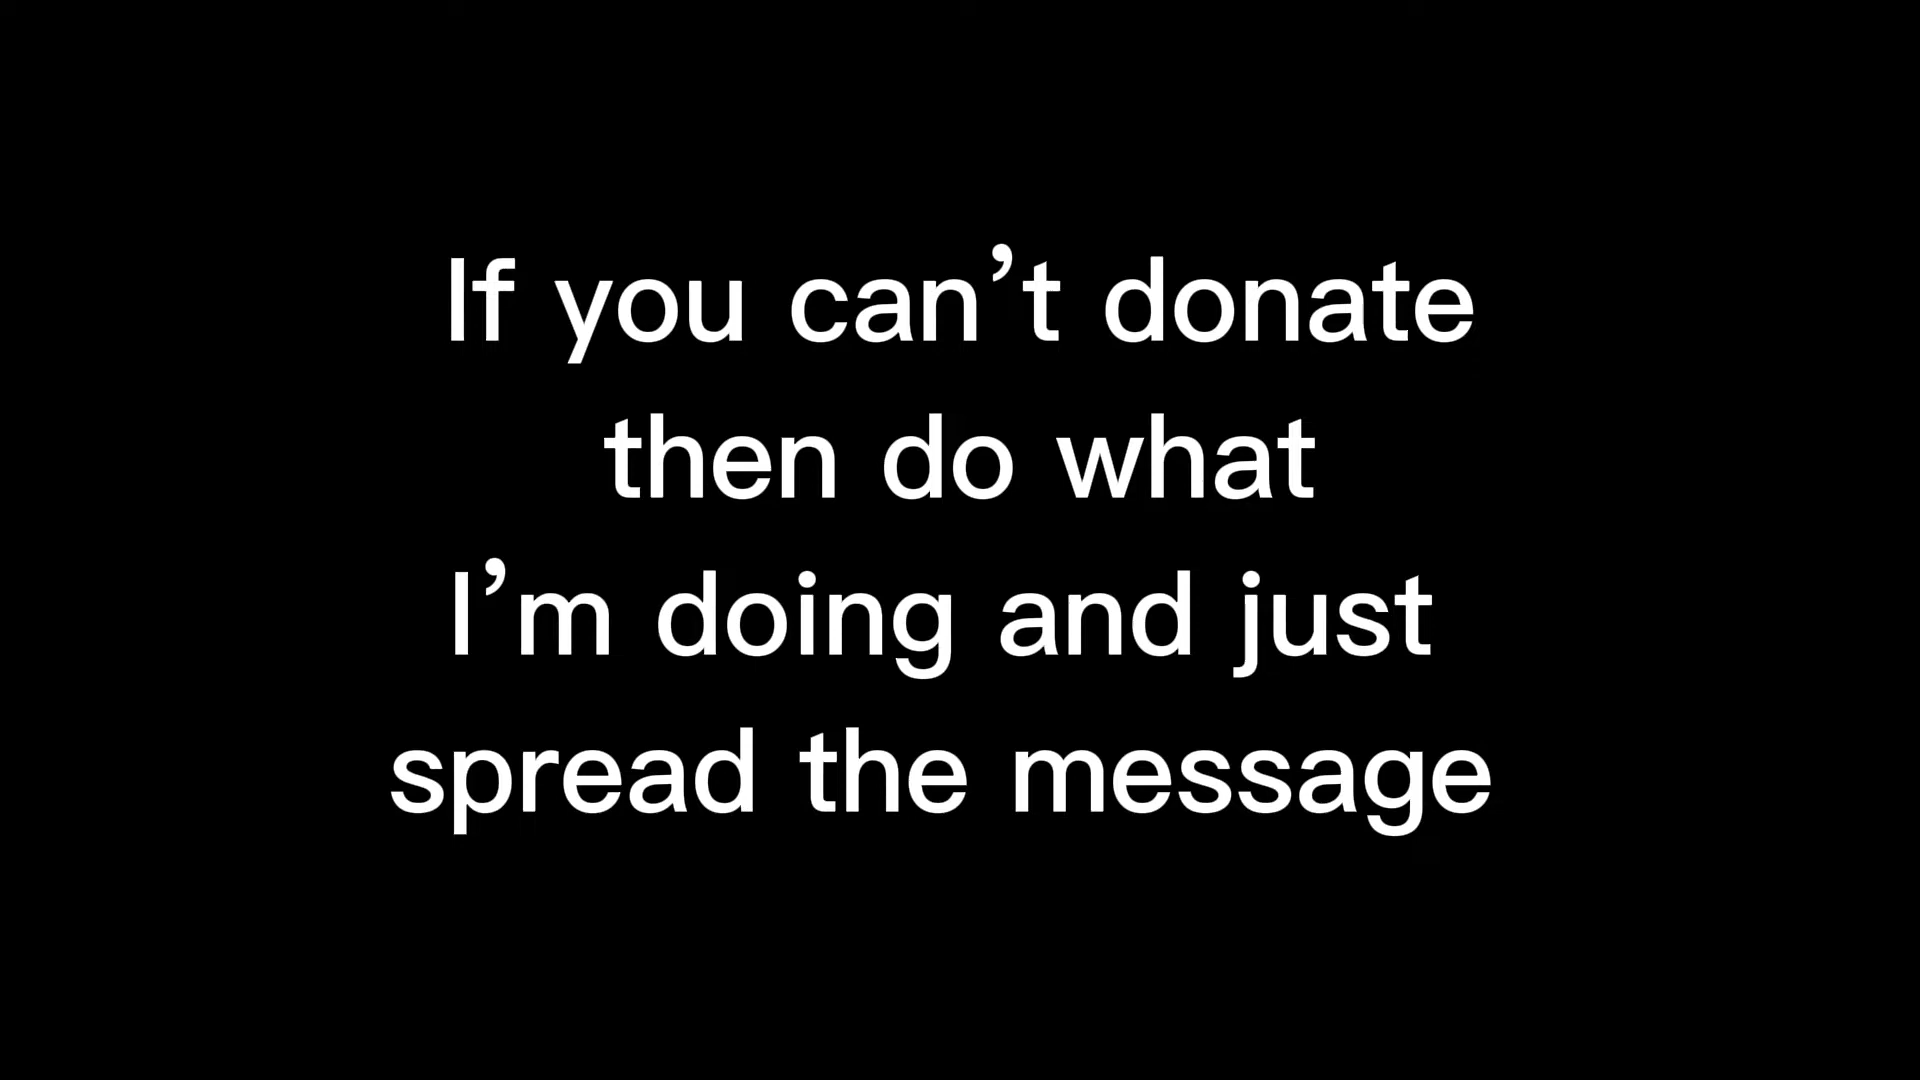 If you can’t donate
then do what
I’m doing and just
spread the message